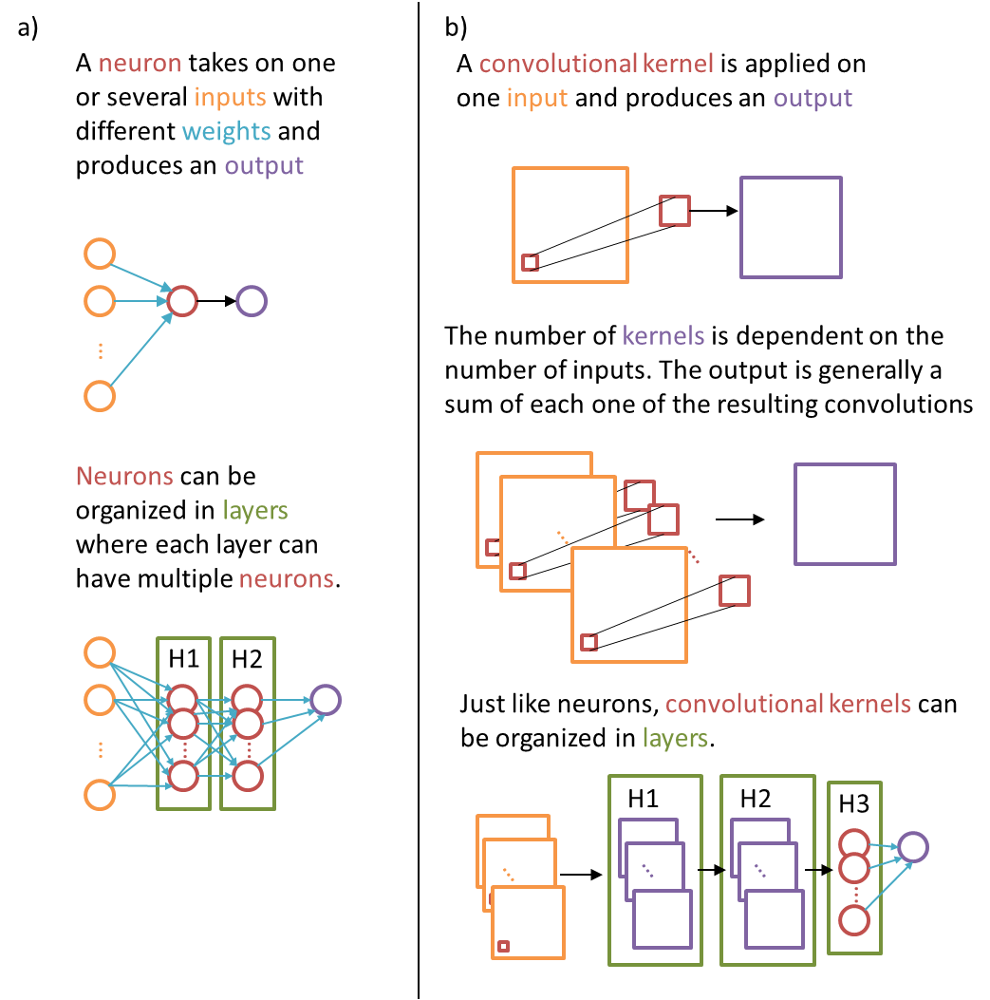 a)
A neuron takes on one
or several inputs with
different weights and
produces an output
Neurons can be
organized in layers
where each layer can
have multiple neurons.
H1 H2
b)
A convolutional kernel is applied on
one input and produces an output
The number of kernels is dependent on the
number of inputs. The output is generally a
sum of each one of the resulting convolutions
Just like neurons, convolutional kernels can
be organized in layers.
H1 H2 H3